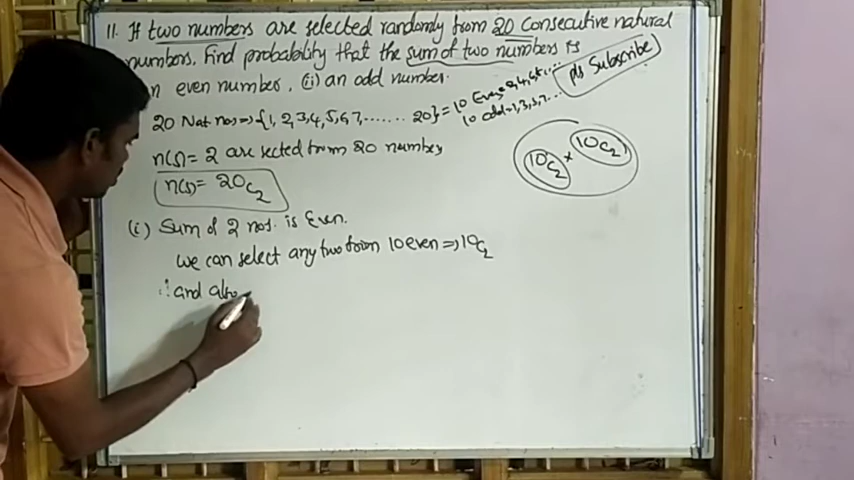 11. If two numbers are selected randomly from 20 consecutive natural
numbers. Find probability that the sum of two numbers is
an even number. (ii) an odd number.
pls Subscribe
20 Nat nos => {1, 2, 3, 4, 5, 6, 7, ....... 20} = 10 Even = 2, 4, 6, 8, ....
10 odd = 1, 3, 5, 7...
n(s) = 2 are selected from 20 number,
10C2 × 10C2
n(s) = 20C2
(i) Sum of 2 nos. is Even.
we can select any two from 10 even => 10C2
∴ and also